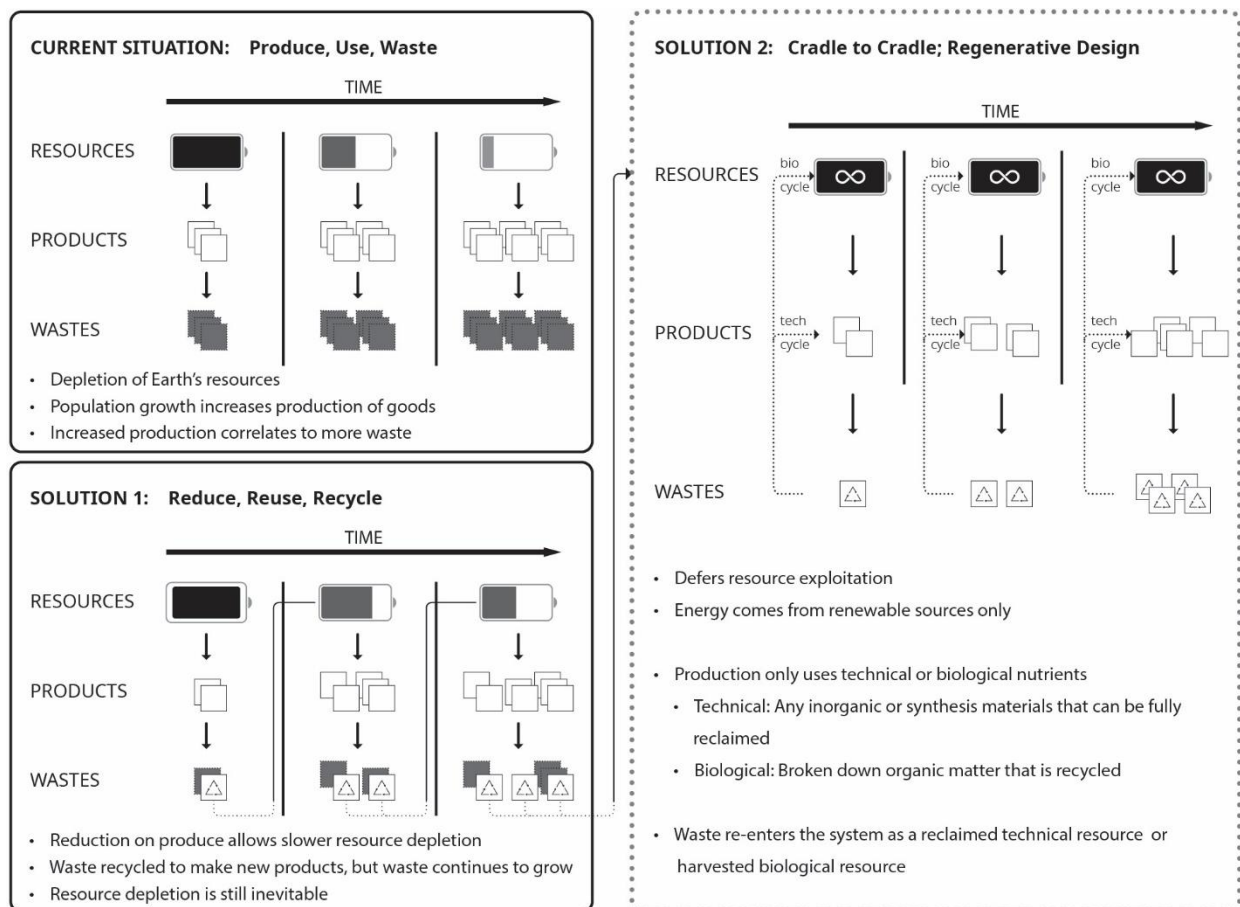 CURRENT SITUATION: Produce, Use, Waste
TIME
RESOURCES
PRODUCTS
WASTES
• Depletion of Earth's resources
• Population growth increases production of goods
• Increased production correlates to more waste
SOLUTION 1: Reduce, Reuse, Recycle
TIME
RESOURCES
PRODUCTS
WASTES
• Reduction on produce allows slower resource depletion
• Waste recycled to make new products, but waste continues to grow
• Resource depletion is still inevitable
SOLUTION 2: Cradle to Cradle; Regenerative Design
TIME
RESOURCES
bio
cycle
bio
cycle
bio
cycle
PRODUCTS
tech
cycle
tech
cycle
tech
cycle
WASTES
• Defers resource exploitation
• Energy comes from renewable sources only
• Production only uses technical or biological nutrients
• Technical: Any inorganic or synthesis materials that can be fully
reclaimed
• Biological: Broken down organic matter that is recycled
• Waste re-enters the system as a reclaimed technical resource or
harvested biological resource